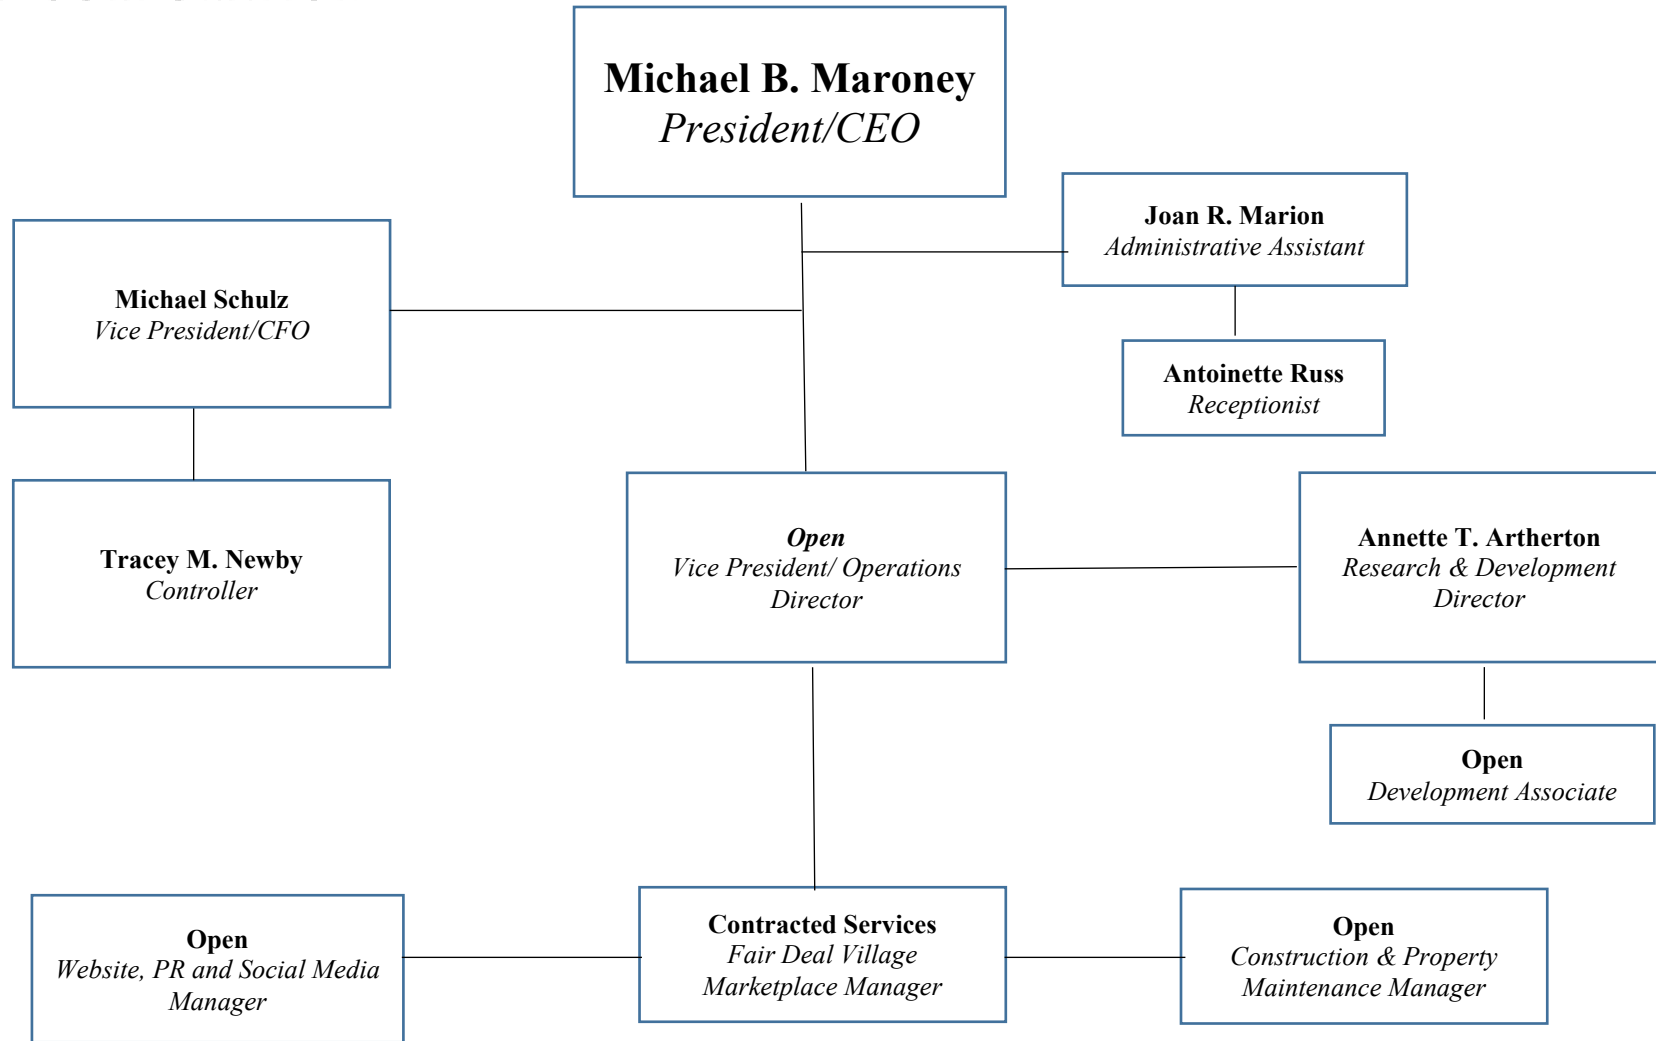 Michael B. Maroney
President/CEO
Joan R. Marion
Administrative Assistant
Michael Schulz
Vice President/CFO
Antoinette Russ
Receptionist
Tracey M. Newby
Controller
Open
Vice President/ Operations
Director
Annette T. Artherton
Research & Development
Director
Open
Development Associate
Open
Website, PR and Social Media
Manager
Contracted Services
Fair Deal Village
Marketplace Manager
Open
Construction & Property
Maintenance Manager